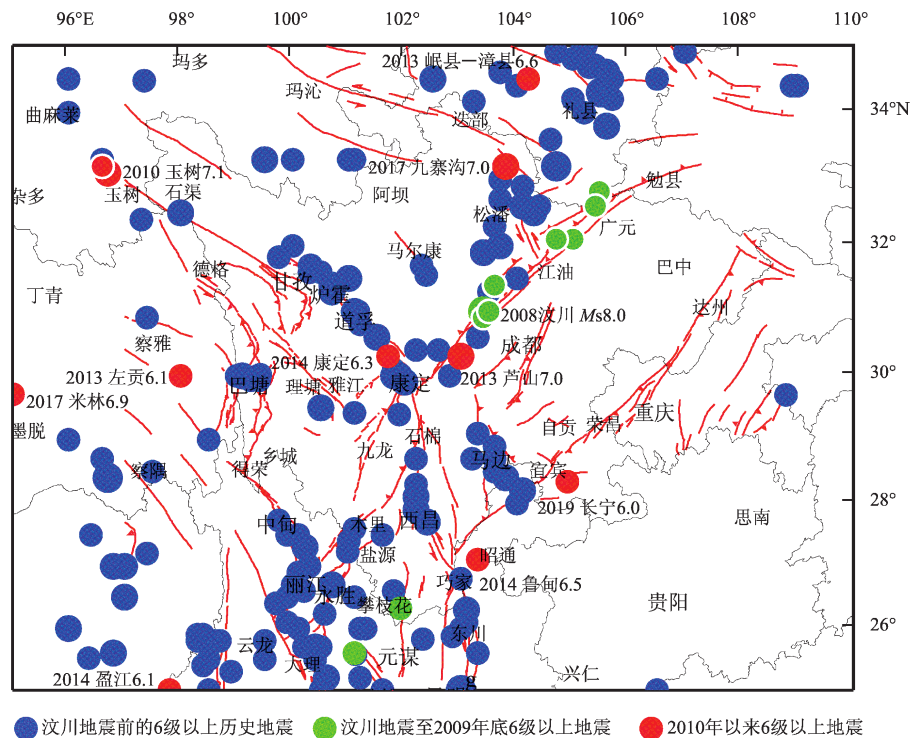 96°E 98° 100° 102° 104° 106° 108° 110°
玛多
2013 岷县—漳县6.6
玛沁
礼县
34°N
曲麻莱
迭部
2010 玉树7.1
2017 九寨沟7.0
勉县
杂多
玉树
石渠
阿坝
松潘
广元
马尔康
32°
德格
甘孜
江油
巴中
丁青
炉霍
道孚
2008汶川 Ms8.0
达州
察雅
成都
2014 康定6.3
30°
2013 左贡6.1
巴塘
理塘
雅江
康定
2013 芦山7.0
2017 米林6.9
墨脱
自贡
荣昌
重庆
石棉
九龙
乡城
得荣
察隅
马边
宜宾
28°
2019 长宁6.0
中甸
木里
西昌
思南
盐源
昭通
丽江
永胜
巧家
2014 鲁甸6.5
攀枝花
贵阳
26°
云龙
东川
大理
元谋
兴仁
2014 盈江6.1
汶川地震前的6级以上历史地震 汶川地震至2009年底6级以上地震 2010年以来6级以上地震